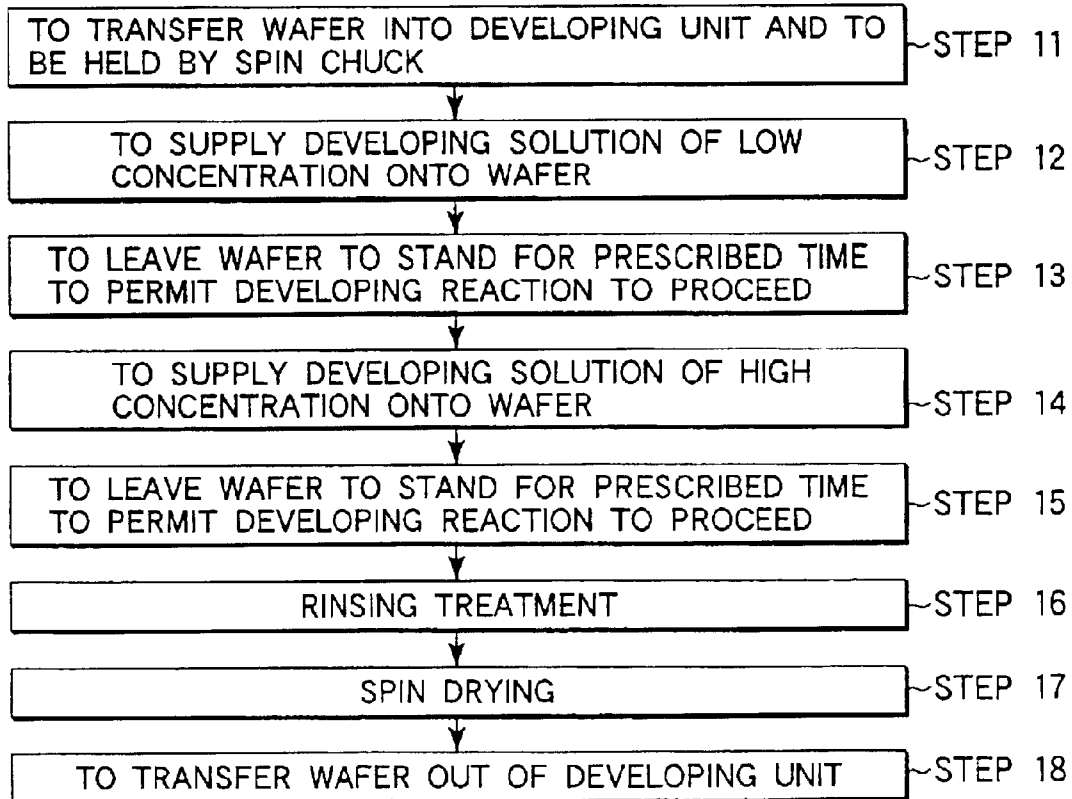 TO TRANSFER WAFER INTO DEVELOPING UNIT AND TO
BE HELD BY SPIN CHUCK
~STEP 11
TO SUPPLY DEVELOPING SOLUTION OF LOW
CONCENTRATION ONTO WAFER
~STEP 12
TO LEAVE WAFER TO STAND FOR PRESCRIBED TIME
TO PERMIT DEVELOPING REACTION TO PROCEED
~STEP 13
TO SUPPLY DEVELOPING SOLUTION OF HIGH
CONCENTRATION ONTO WAFER
~STEP 14
TO LEAVE WAFER TO STAND FOR PRESCRIBED TIME
TO PERMIT DEVELOPING REACTION TO PROCEED
~STEP 15
RINSING TREATMENT
~STEP 16
SPIN DRYING
~STEP 17
TO TRANSFER WAFER OUT OF DEVELOPING UNIT
~STEP 18